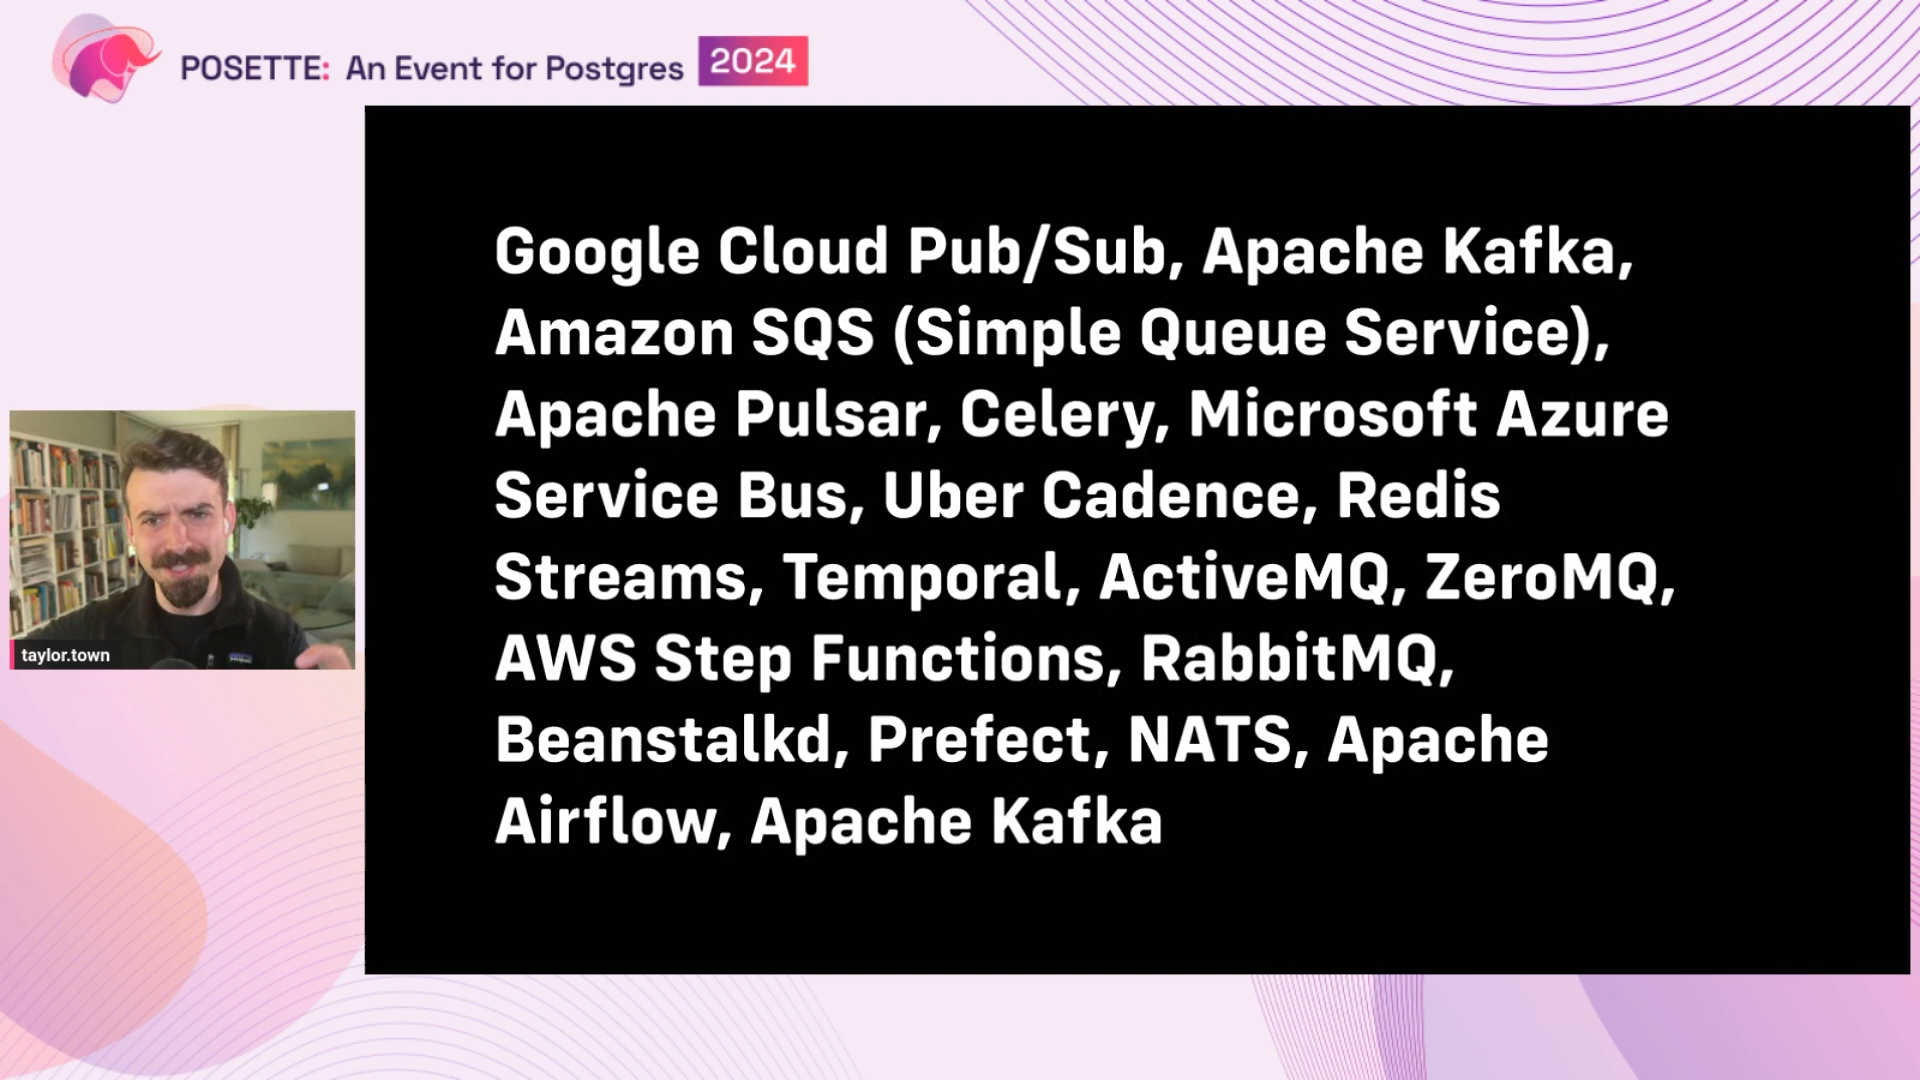 POSETTE: An Event for Postgres 2024
Google Cloud Pub/Sub, Apache Kafka,
Amazon SQS (Simple Queue Service),
Apache Pulsar, Celery, Microsoft Azure
Service Bus, Uber Cadence, Redis
Streams, Temporal, ActiveMQ, ZeroMQ,
AWS Step Functions, RabbitMQ,
Beanstalkd, Prefect, NATS, Apache
Airflow, Apache Kafka
taylor.town